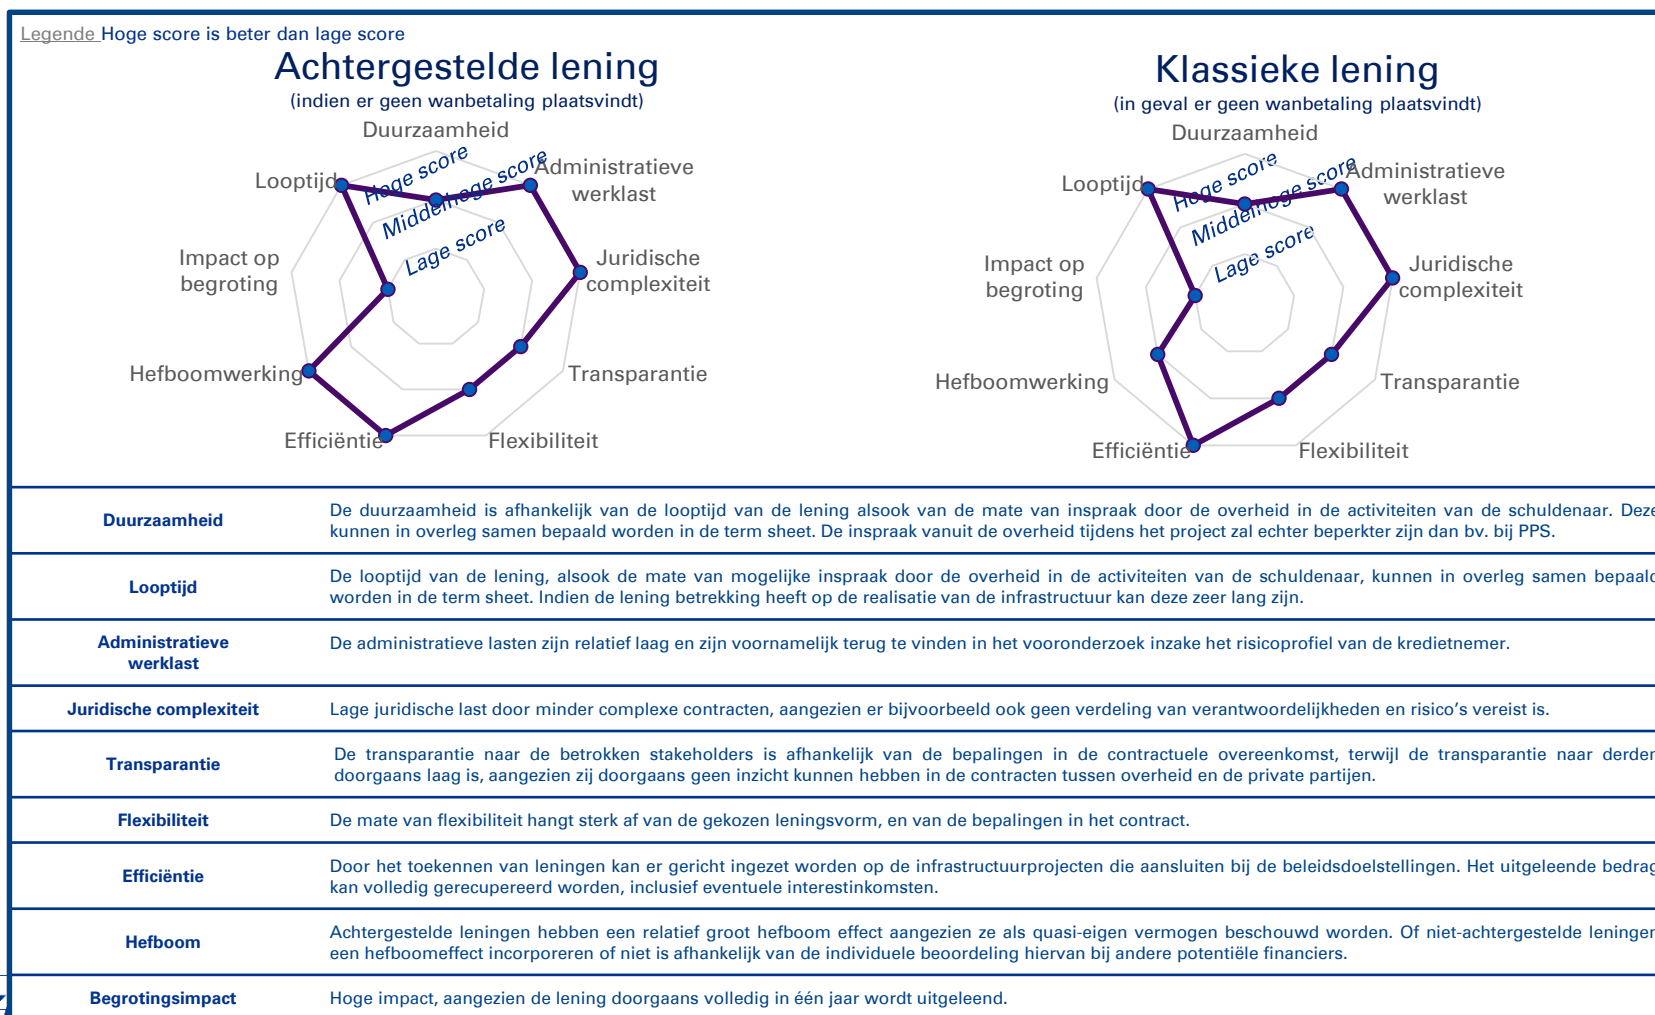 Legende Hoge score is beter dan lage score
Achtergestelde lening
(indien er geen wanbetaling plaatsvindt)
Duurzaamheid
Hoge score
Middelhoge score
Lage score
Administratieve
werklast
Juridische
complexiteit
Transparantie
Flexibiliteit
Efficiëntie
Hefboomwerking
Impact op
begroting
Looptijd
Klassieke lening
(in geval er geen wanbetaling plaatsvindt)
Duurzaamheid
Hoge score
Middelhoge score
Lage score
Administratieve
werklast
Juridische
complexiteit
Transparantie
Flexibiliteit
Efficiëntie
Hefboomwerking
Impact op
begroting
Looptijd
Duurzaamheid
De duurzaamheid is afhankelijk van de looptijd van de lening alsook van de mate van inspraak door de overheid in de activiteiten van de schuldenaar. Deze
kunnen in overleg samen bepaald worden in de term sheet. De inspraak vanuit de overheid tijdens het project zal echter beperkter zijn dan bv. bij PPS.
Looptijd
De looptijd van de lening, alsook de mate van mogelijke inspraak door de overheid in de activiteiten van de schuldenaar, kunnen in overleg samen bepaald
worden in de term sheet. Indien de lening betrekking heeft op de realisatie van de infrastructuur kan deze zeer lang zijn.
Administratieve
werklast
De administratieve lasten zijn relatief laag en zijn voornamelijk terug te vinden in het vooronderzoek inzake het risicoprofiel van de kredietnemer.
Juridische complexiteit
Lage juridische last door minder complexe contracten, aangezien er bijvoorbeeld ook geen verdeling van verantwoordelijkheden en risico's vereist is.
Transparantie
De transparantie naar de betrokken stakeholders is afhankelijk van de bepalingen in de contractuele overeenkomst, terwijl de transparantie naar derden
doorgaans laag is, aangezien zij doorgaans geen inzicht kunnen hebben in de contracten tussen overheid en de private partijen.
Flexibiliteit
De mate van flexibiliteit hangt sterk af van de gekozen leningsvorm, en van de bepalingen in het contract.
Efficiëntie
Door het toekennen van leningen kan er gericht ingezet worden op de infrastructuurprojecten die aansluiten bij de beleidsdoelstellingen. Het uitgeleende bedrag
kan volledig gerecupereerd worden, inclusief eventuele interestinkomsten.
Hefboom
Achtergestelde leningen hebben een relatief groot hefboom effect aangezien ze als quasi-eigen vermogen beschouwd worden. Of niet-achtergestelde leningen
een hefboomeffect incorporeren of niet is afhankelijk van de individuele beoordeling hiervan bij andere potentiële financiers.
Begrotingsimpact
Hoge impact, aangezien de lening doorgaans volledig in één jaar wordt uitgeleend.